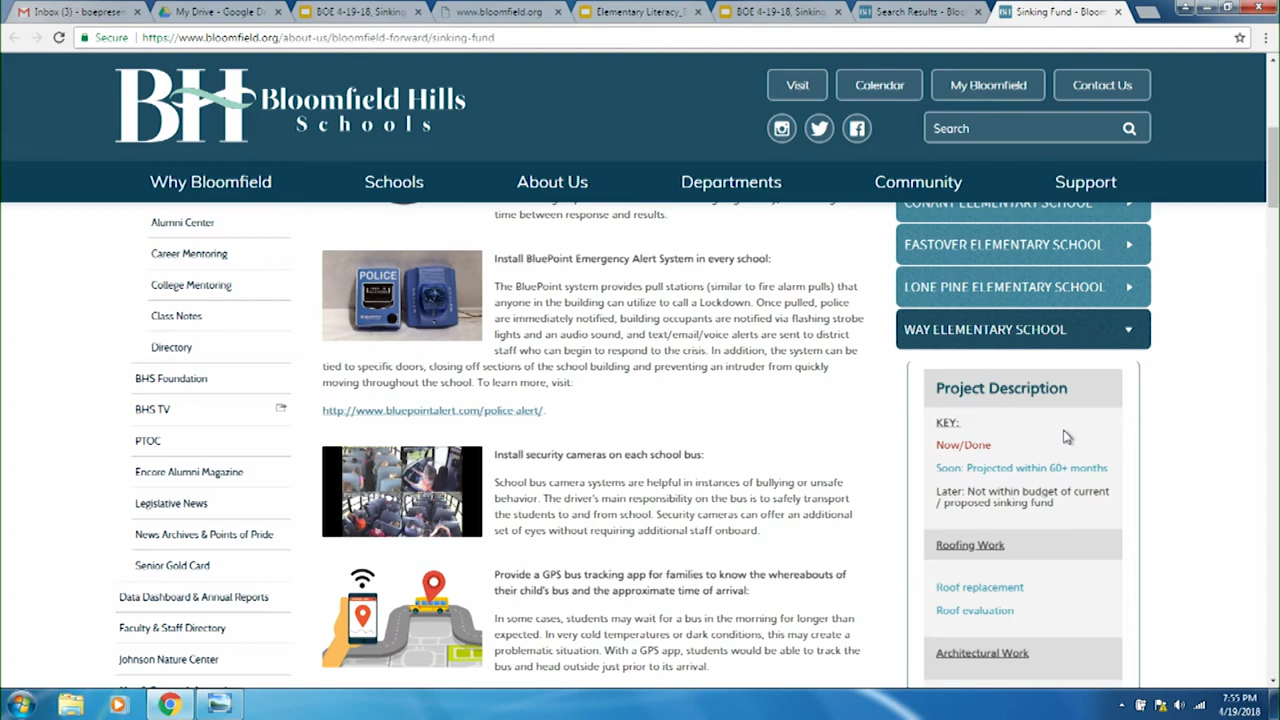 Inbox (3) - boepresen
My Drive - Google Dr
BOE 4-19-18, Sinking
www.bloomfield.org
Elementary Literacy_
BOE 4-19-18, Sinking
Search Results - Bloc
Sinking Fund - Bloom
Secure
https://www.bloomfield.org/about-us/bloomfield-forward/sinking-fund
BH
Bloomfield Hills
Schools
Visit
Calendar
My Bloomfield
Contact Us
Search
Why Bloomfield
Schools
About Us
Departments
Community
Support
Alumni Center
Career Mentoring
College Mentoring
Class Notes
Directory
BHS Foundation
BHS TV
PTOC
Encore Alumni Magazine
Legislative News
News Archives & Points of Pride
Senior Gold Card
Data Dashboard & Annual Reports
Faculty & Staff Directory
Johnson Nature Center
time between response and results.
POLICE
Install BluePoint Emergency Alert System in every school:
The BluePoint system provides pull stations (similar to fire alarm pulls) that
anyone in the building can utilize to call a Lockdown. Once pulled, police
are immediately notified, building occupants are notified via flashing strobe
lights and an audio sound, and text/email/voice alerts are sent to district
staff who can begin to respond to the crisis. In addition, the system can be
tied to specific doors, closing off sections of the school building and preventing an intruder from quickly
moving throughout the school. To learn more, visit:
http://www.bluepointalert.com/police-alert/.
Install security cameras on each school bus:
School bus camera systems are helpful in instances of bullying or unsafe
behavior. The driver's main responsibility on the bus is to safely transport
the students to and from school. Security cameras can offer an additional
set of eyes without requiring additional staff onboard.
Provide a GPS bus tracking app for families to know the whereabouts of
their child's bus and the approximate time of arrival:
In some cases, students may wait for a bus in the morning for longer than
expected. In very cold temperatures or dark conditions, this may create a
problematic situation. With a GPS app, students would be able to track the
bus and head outside just prior to its arrival.
CONANT ELEMENTARY SCHOOL
EASTOVER ELEMENTARY SCHOOL
LONE PINE ELEMENTARY SCHOOL
WAY ELEMENTARY SCHOOL
Project Description
KEY:
Now/Done
Soon: Projected within 60+ months
Later: Not within budget of current
/ proposed sinking fund
Roofing Work
Roof replacement
Roof evaluation
Architectural Work
7:55 PM
4/19/2018